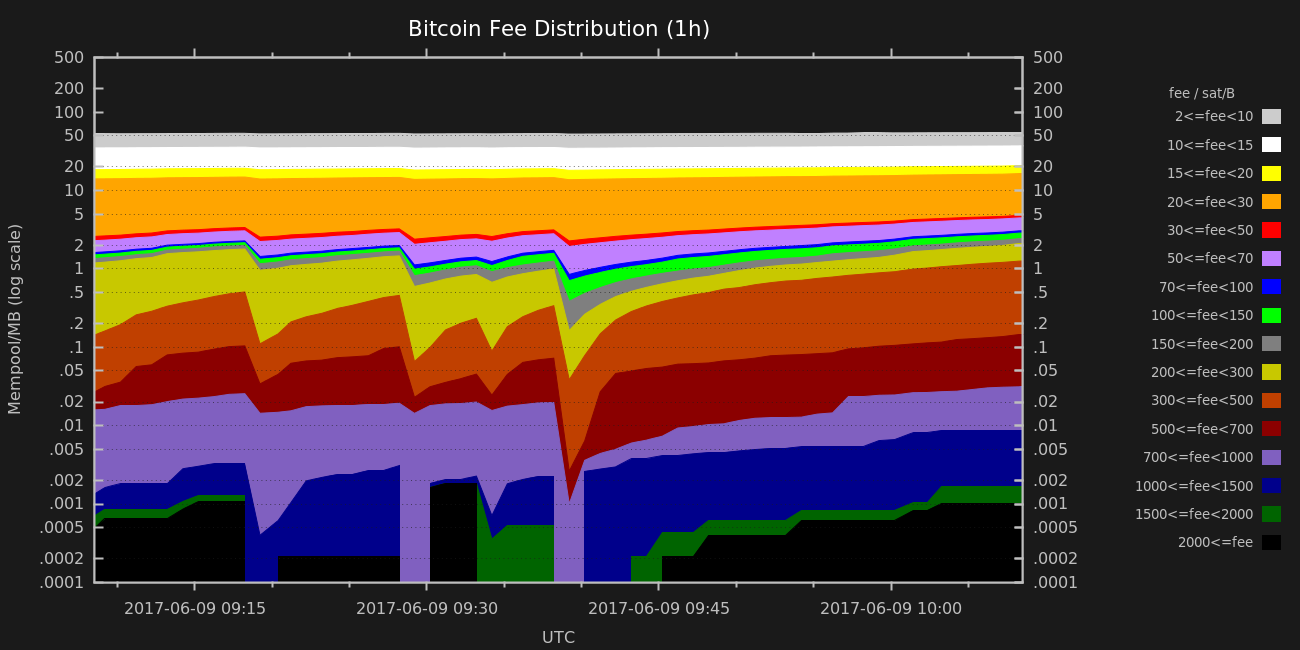 Bitcoin Fee Distribution (1h)
500 500
200 200
100 100
50 50
20 20
10 10
5 5
2 2
1 1
.5 .5
.2 .2
.1 .1
.05 .05
.02 .02
.01 .01
.005 .005
.002 .002
.001 .001
.0005 .0005
.0002 .0002
.0001 .0001
Mempool/MB (log scale)
2017-06-09 09:15 2017-06-09 09:30 2017-06-09 09:45 2017-06-09 10:00
UTC
fee / sat/B
2<=fee<10
10<=fee<15
15<=fee<20
20<=fee<30
30<=fee<50
50<=fee<70
70<=fee<100
100<=fee<150
150<=fee<200
200<=fee<300
300<=fee<500
500<=fee<700
700<=fee<1000
1000<=fee<1500
1500<=fee<2000
2000<=fee